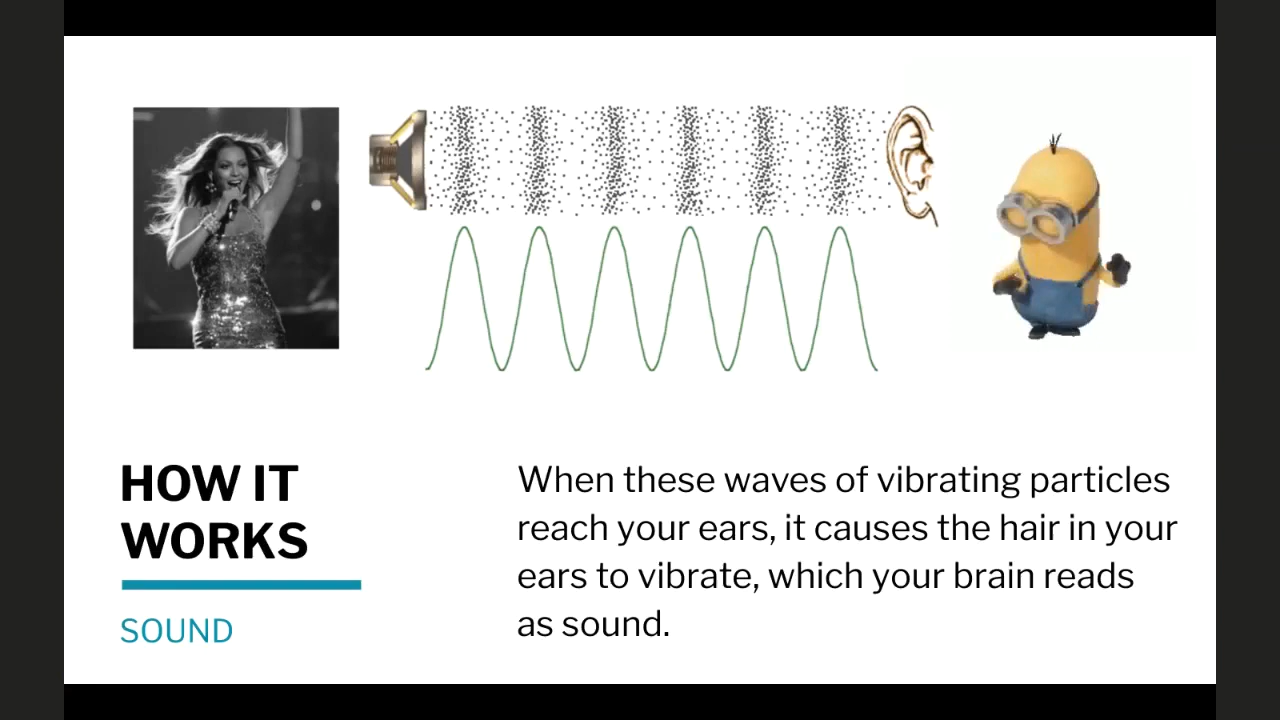 HOW IT
WORKS
SOUND
When these waves of vibrating particles
reach your ears, it causes the hair in your
ears to vibrate, which your brain reads
as sound.